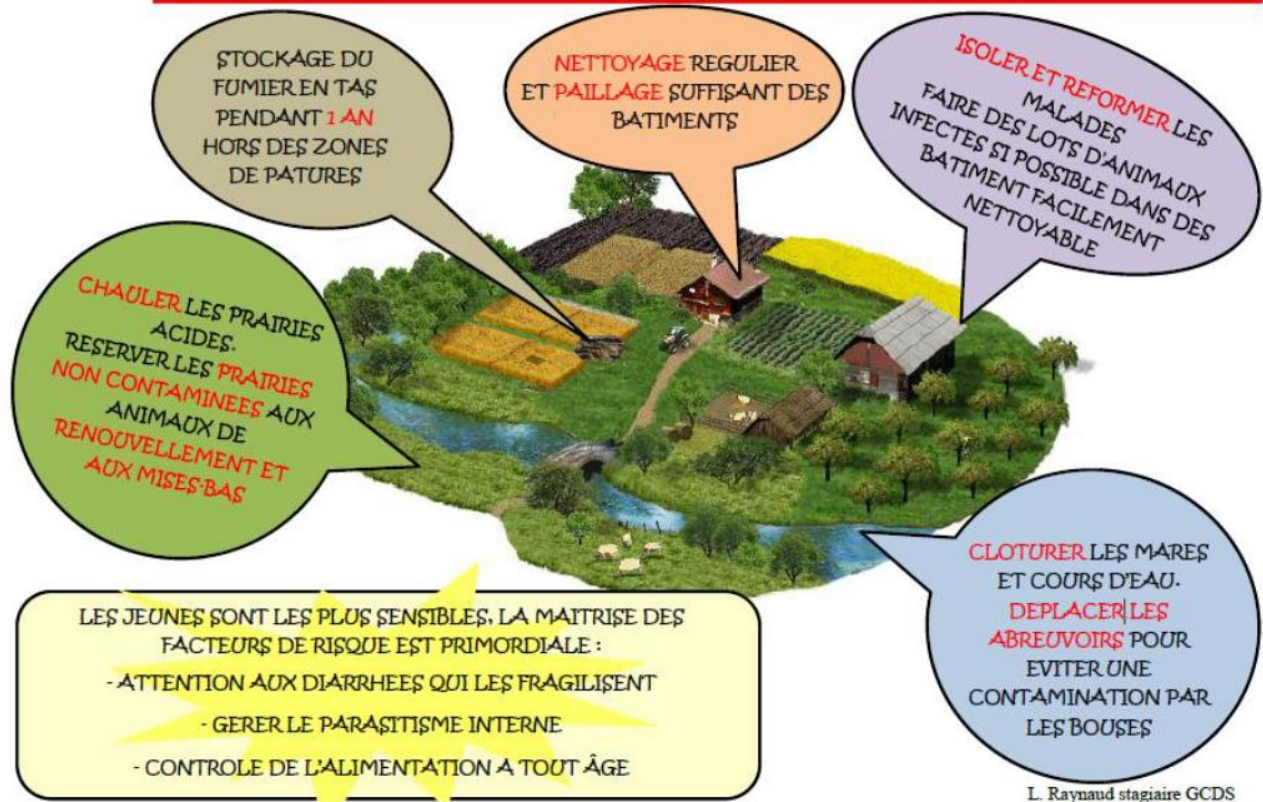 STOCKAGE DU
FUMIER EN TAS
PENDANT 1 AN
HORS DES ZONES
DE PATURES
NETTOYAGE REGULIER
ET PAILLAGE SUFFISANT DES
BATIMENTS
ISOLER ET REFORMER LES
MALADES
FAIRE DES LOTS D'ANIMAUX
INFECTES SI POSSIBLE DANS DES
BATIMENT FACILEMENT
NETTOYABLE
CHAULER LES PRAIRIES
ACIDES.
RESERVER LES PRAIRIES
NON CONTAMINEES AUX
ANIMAUX DE
RENOUVELLEMENT ET
AUX MISES-BAS
CLOTURER LES MARES
ET COURS D'EAU.
DEPLACER LES
ABREUVOIRS POUR
EVITER UNE
CONTAMINATION PAR
LES BOUSES
LES JEUNES SONT LES PLUS SENSIBLES, LA MAITRISE DES
FACTEURS DE RISQUE EST PRIMORDIALE :
- ATTENTION AUX DIARRHEES QUI LES FRAGILISENT
- GERER LE PARASITISME INTERNE
- CONTROLE DE L'ALIMENTATION A TOUT ÂGE
L. Raynaud stagiaire GCDS